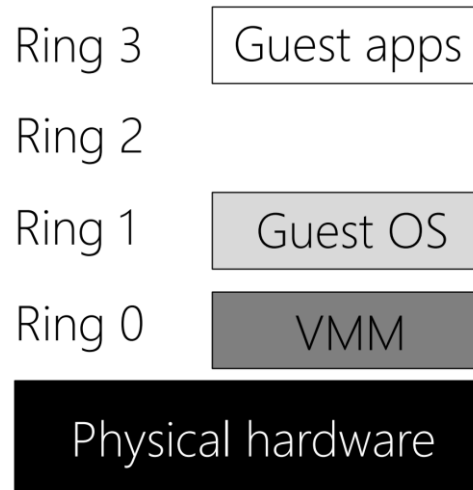 Ring 3 Guest apps
Ring 2
Ring 1 Guest OS
Ring 0 VMM
Physical hardware